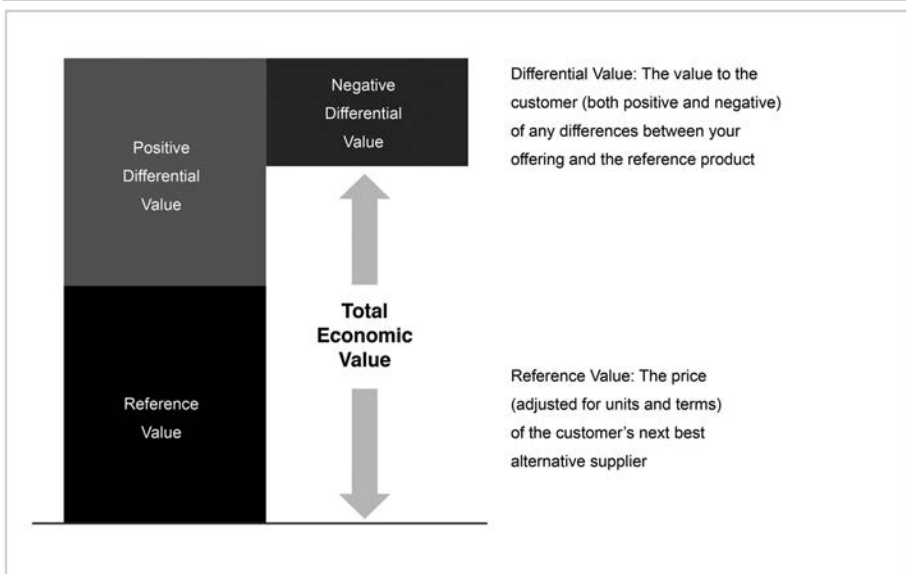 Positive
Differential
Value
Negative
Differential
Value
Reference
Value
Total
Economic
Value
Differential Value: The value to the
customer (both positive and negative)
of any differences between your
offering and the reference product
Reference Value: The price
(adjusted for units and terms)
of the customer's next best
alternative supplier